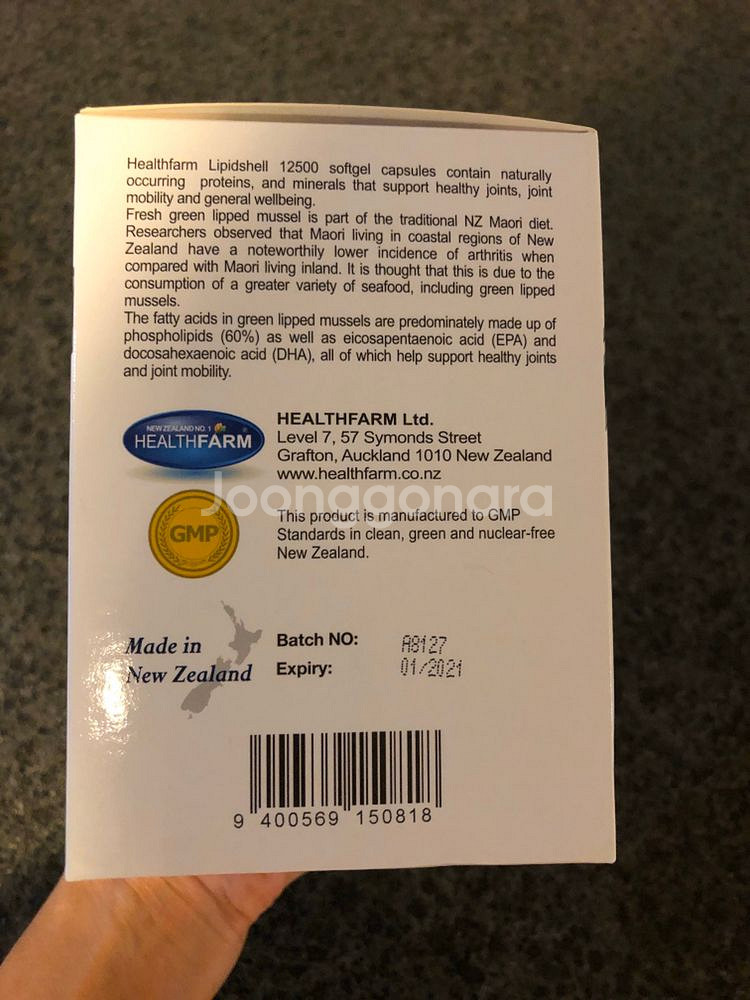 Healthfarm Lipidshell 12500 softgel capsules contain naturally
occurring proteins, and minerals that support healthy joints, joint
mobility and general wellbeing.
Fresh green lipped mussel is part of the traditional NZ Maori diet.
Researchers observed that Maori living in coastal regions of New
Zealand have a noteworthily lower incidence of arthritis when
compared with Maori living inland. It is thought that this is due to the
consumption of a greater variety of seafood, including green lipped
mussels.
The fatty acids in green lipped mussels are predominately made up of
phospholipids (60%) as well as eicosapentaenoic acid (EPA) and
docosahexaenoic acid (DHA), all of which help support healthy joints
and joint mobility.
NEW ZEALAND NO. 1
HEALTHFARM®
HEALTHFARM Ltd.
Level 7, 57 Symonds Street
Grafton, Auckland 1010 New Zealand
www.healthfarm.co.nz
Joonggonara
GMP
This product is manufactured to GMP
Standards in clean, green and nuclear-free
New Zealand.
Made in
New Zealand
Batch NO: A8127
Expiry: 01/2021
9 400569 150818